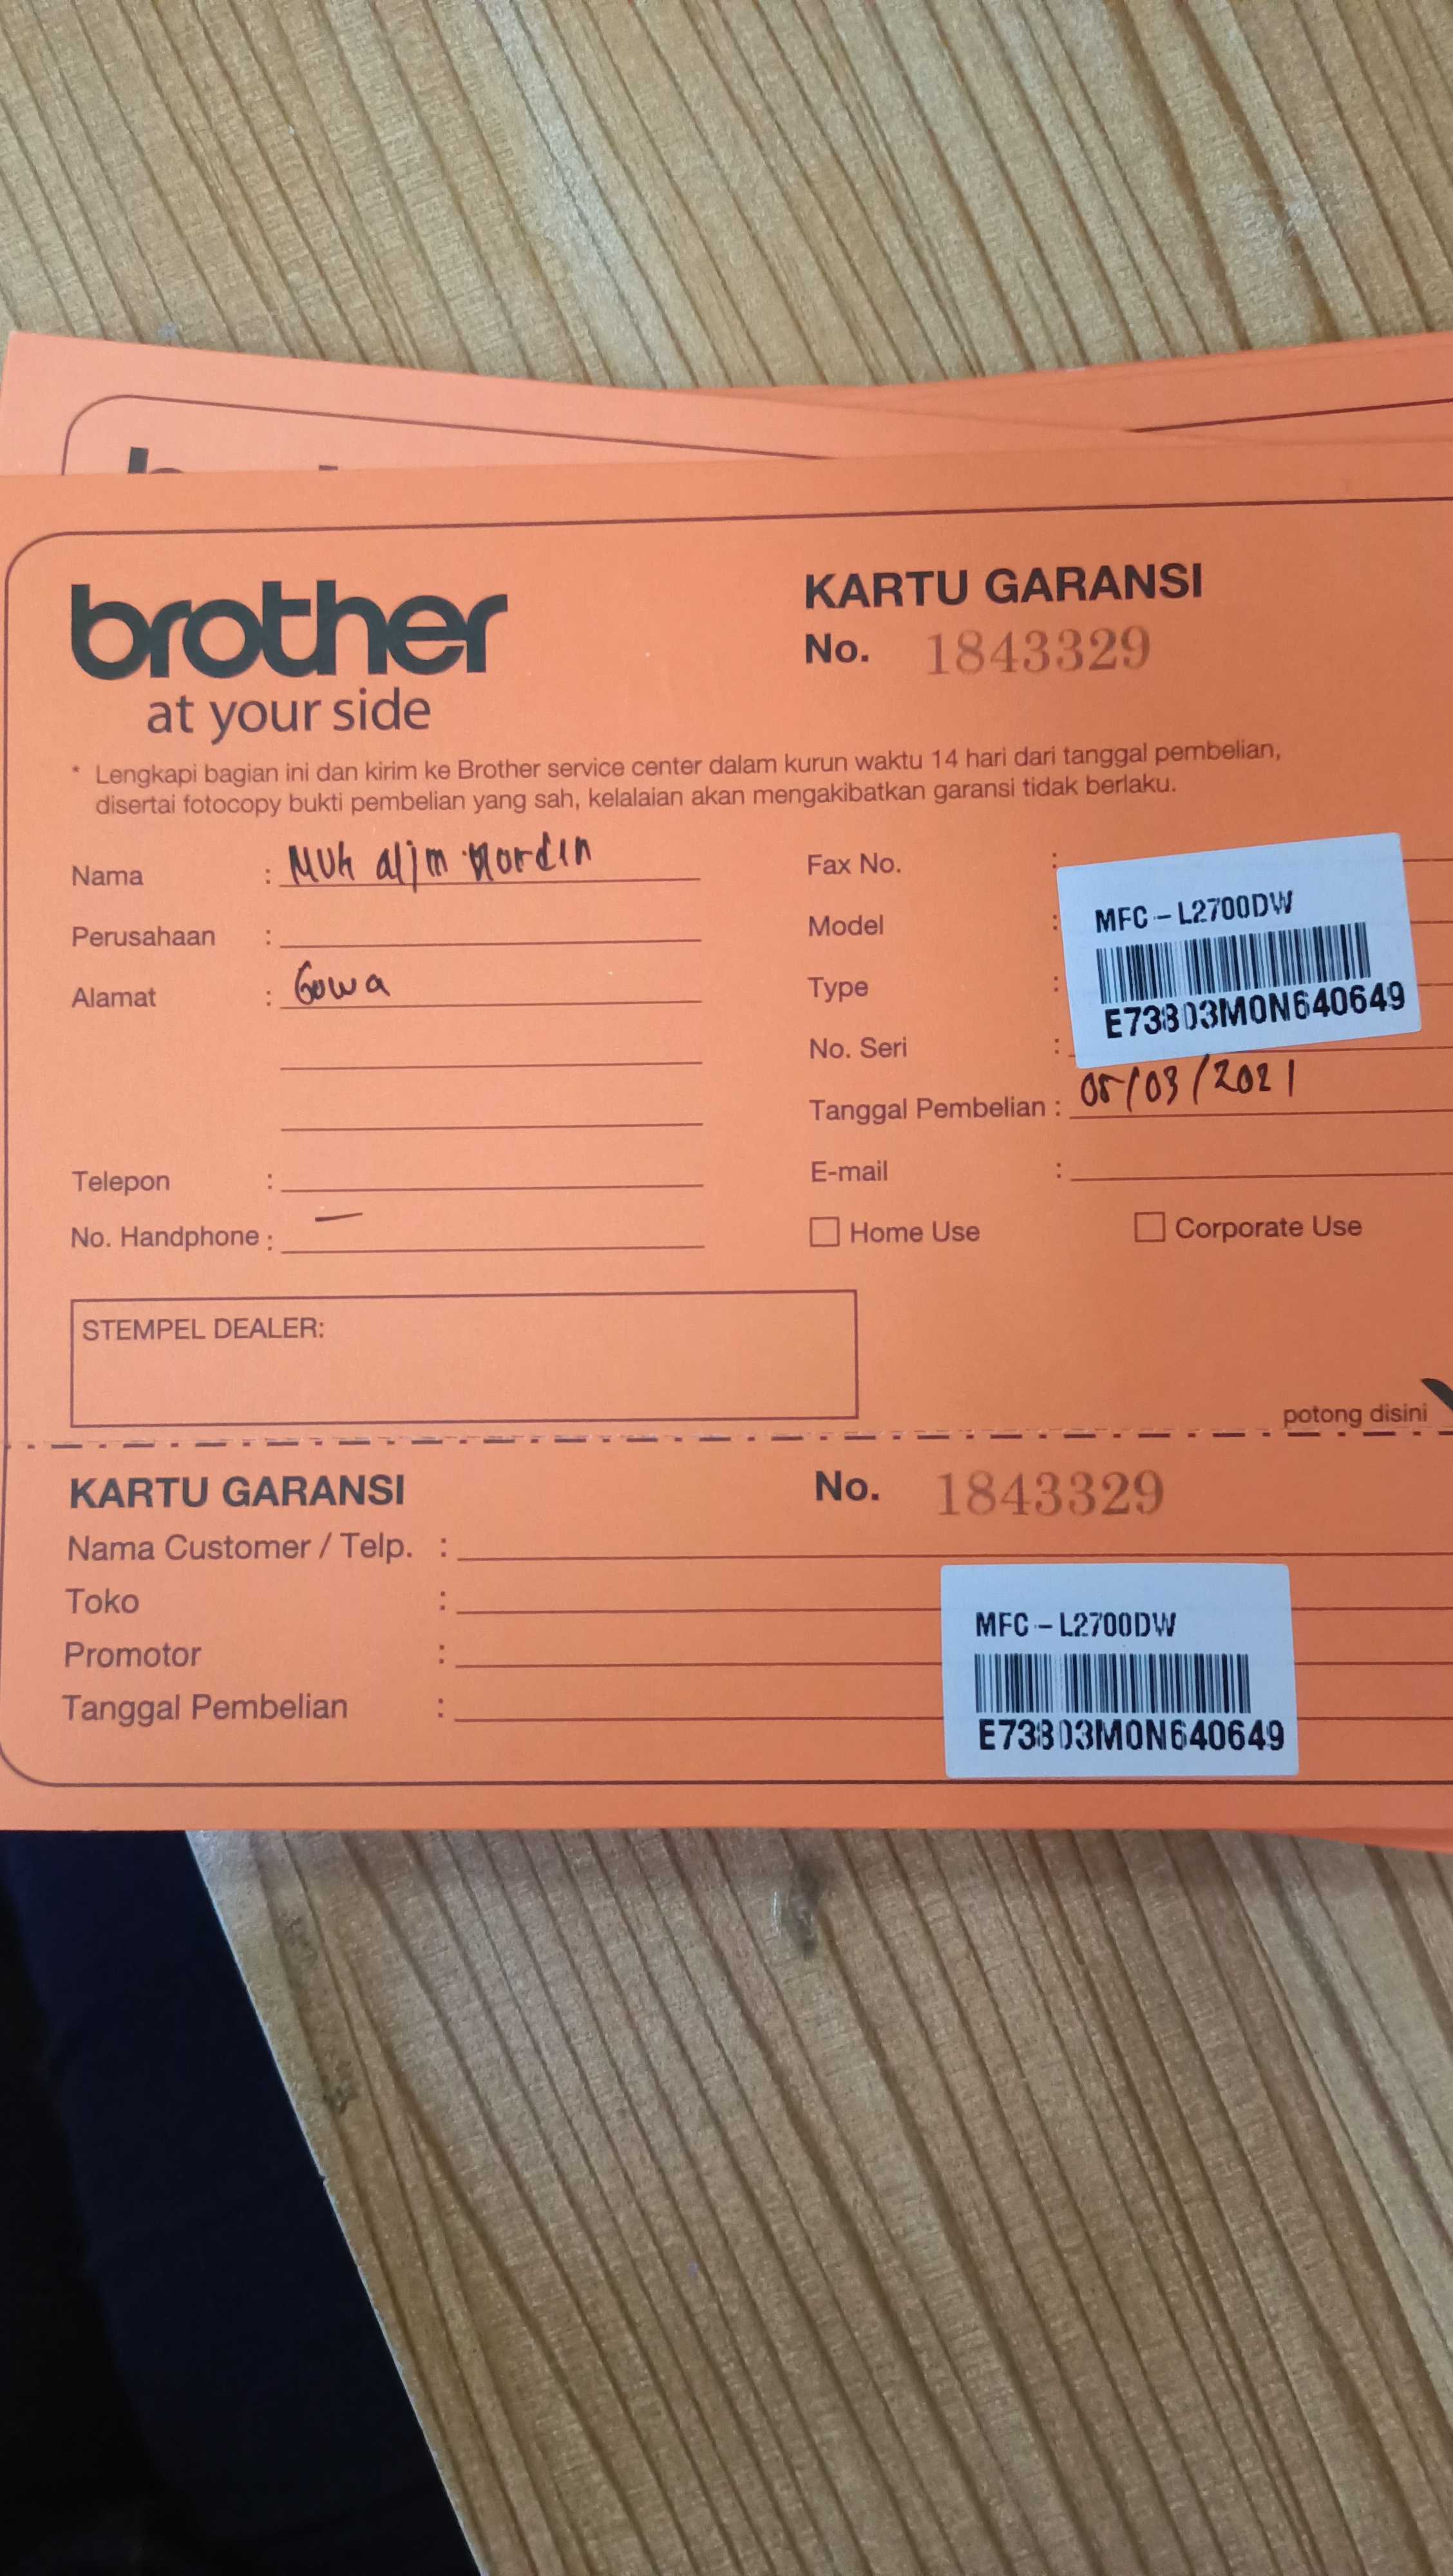 brother
at your side
KARTU GARANSI
No. 1843329
* Lengkapi bagian ini dan kirim ke Brother service center dalam kurun waktu 14 hari dari tanggal pembelian,
disertai fotocopy bukti pembelian yang sah, kelalaian akan mengakibatkan garansi tidak berlaku.
Nama : Muh alim Nordin
Perusahaan :
Alamat : Gowa
Telepon :
No. Handphone : —
Fax No. :
Model :
Type :
No. Seri :
MFC - L2700DW
E73803M0N640649
Tanggal Pembelian : 05/03/2021
E-mail :
Home Use
Corporate Use
STEMPEL DEALER:
potong disini
KARTU GARANSI
No. 1843329
Nama Customer / Telp. :
Toko :
Promotor :
Tanggal Pembelian :
MFC - L2700DW
E73803M0N640649